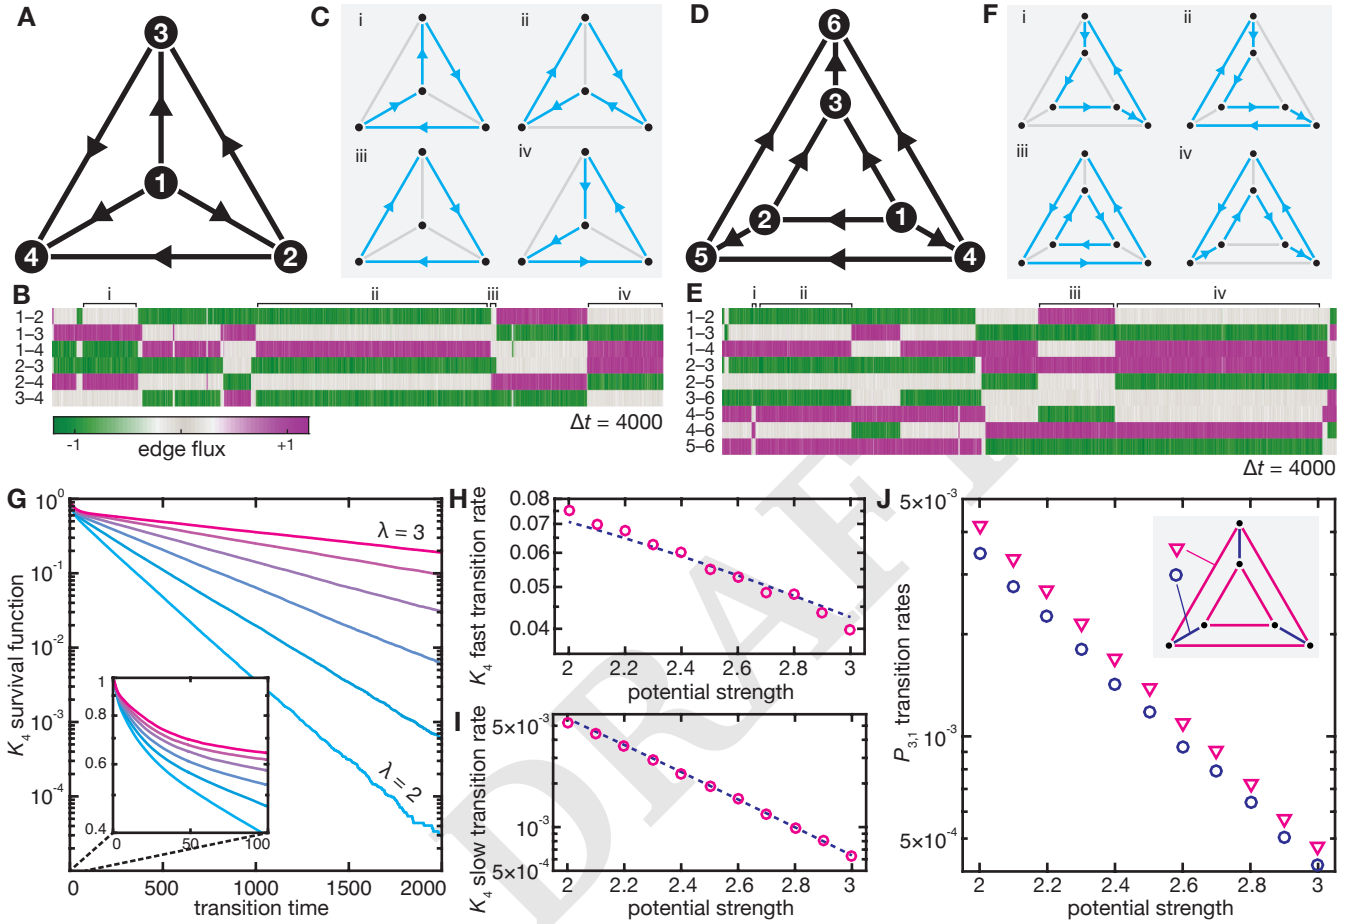 A
3
1
4
2
C
i
ii
iii
iv
D
6
3
2
1
5
4
F
i
ii
iii
iv
B
i
ii
iii
iv
1–2
1–3
1–4
2–3
2–4
3–4
-1
+1
edge flux
Δt = 4000
E
i
ii
iii
iv
1–2
1–3
1–4
2–3
2–5
3–6
4–5
4–6
5–6
Δt = 4000
G
K4 survival function
10^0
10^-1
10^-2
10^-3
10^-4
λ = 3
λ = 2
1
0.8
0.6
0.4
0
50
100
0
500
1000
1500
2000
transition time
H
K4 fast transition rate
0.08
0.07
0.06
0.05
0.04
2
2.2
2.4
2.6
2.8
3
potential strength
I
K4 slow transition rate
5×10^-3
10^-3
5×10^-4
2
2.2
2.4
2.6
2.8
3
potential strength
J
P3,1 transition rates
5×10^-3
10^-3
5×10^-4
2
2.2
2.4
2.6
2.8
3
potential strength
DRAFT